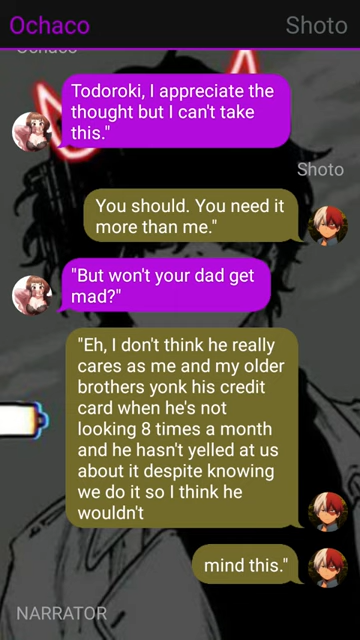 Ochaco Shoto
Ochaco
Todoroki, I appreciate the
thought but I can't take
this."
Shoto
You should. You need it
more than me."
"But won't your dad get
mad?"
"Eh, I don't think he really
cares as me and my older
brothers yonk his credit
card when he's not
looking 8 times a month
and he hasn't yelled at us
about it despite knowing
we do it so I think he
wouldn't
mind this."
NARRATOR